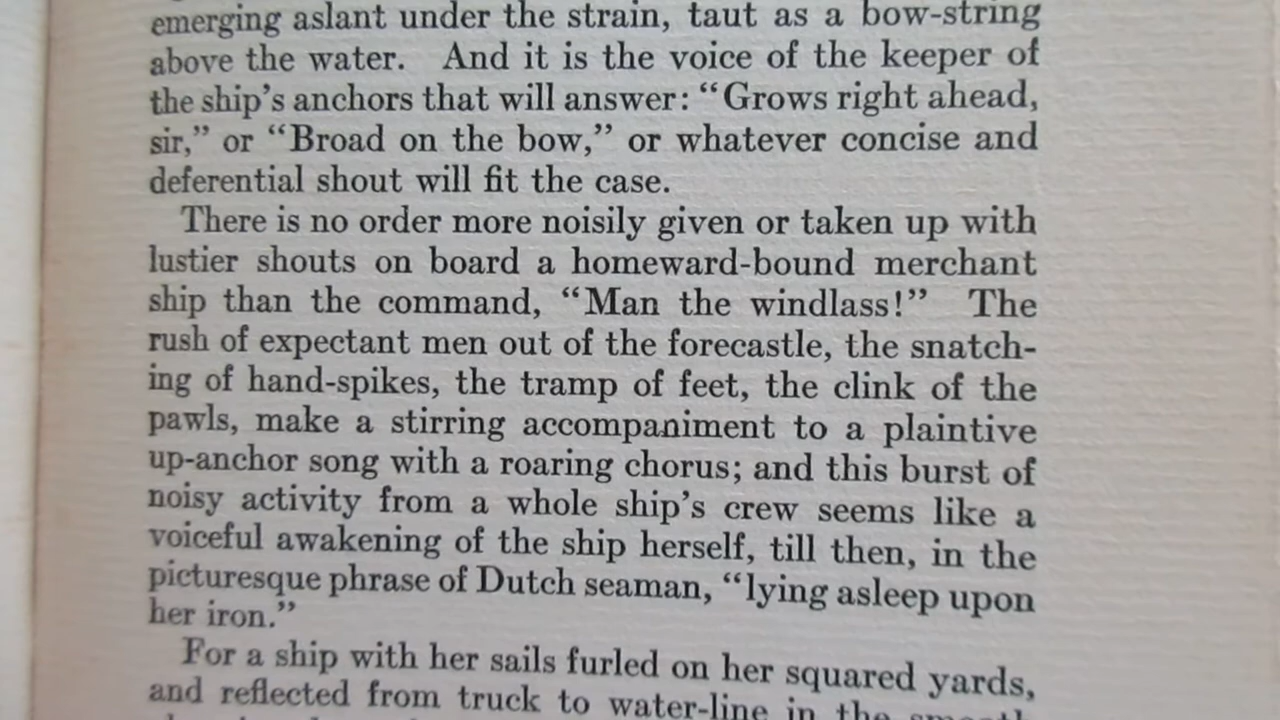 emerging aslant under the strain, taut as a bow-string
above the water. And it is the voice of the keeper of
the ship's anchors that will answer: “Grows right ahead,
sir,” or “Broad on the bow,” or whatever concise and
deferential shout will fit the case.
There is no order more noisily given or taken up with
lustier shouts on board a homeward-bound merchant
ship than the command, “Man the windlass!” The
rush of expectant men out of the forecastle, the snatch-
ing of hand-spikes, the tramp of feet, the clink of the
pawls, make a stirring accompaniment to a plaintive
up-anchor song with a roaring chorus; and this burst of
noisy activity from a whole ship's crew seems like a
voiceful awakening of the ship herself, till then, in the
picturesque phrase of Dutch seaman, “lying asleep upon
her iron.”
For a ship with her sails furled on her squared yards,
and reflected from truck to water-line in the smooth